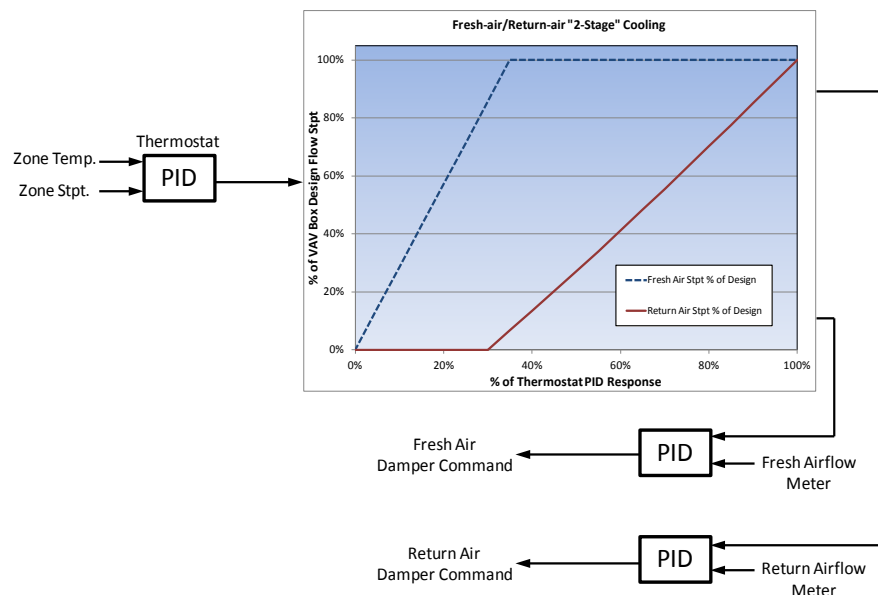 Fresh-air/Return-air "2-Stage" Cooling
100%
80%
60%
40%
20%
0%
% of VAV Box Design Flow Stpt
0%
20%
40%
60%
80%
100%
% of Thermostat PID Response
Fresh Air Stpt % of Design
Return Air Stpt % of Design
Thermostat
Zone Temp.
Zone Stpt.
PID
Fresh Air
Damper Command
PID
Fresh Airflow
Meter
Return Air
Damper Command
PID
Return Airflow
Meter